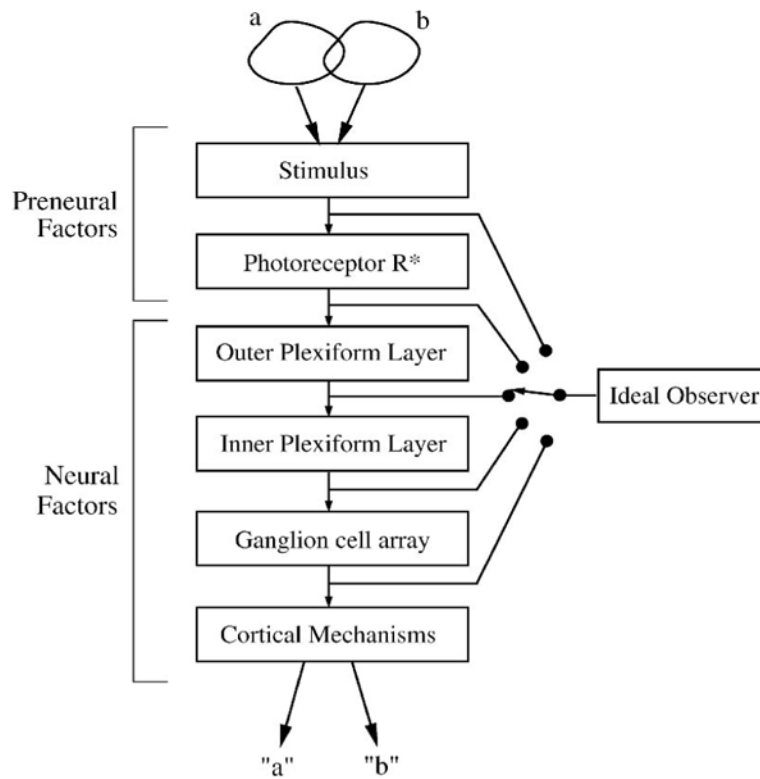 a
b
Stimulus
Preneural
Factors
Photoreceptor R*
Outer Plexiform Layer
Ideal Observer
Inner Plexiform Layer
Neural
Factors
Ganglion cell array
Cortical Mechanisms
"a"
"b"